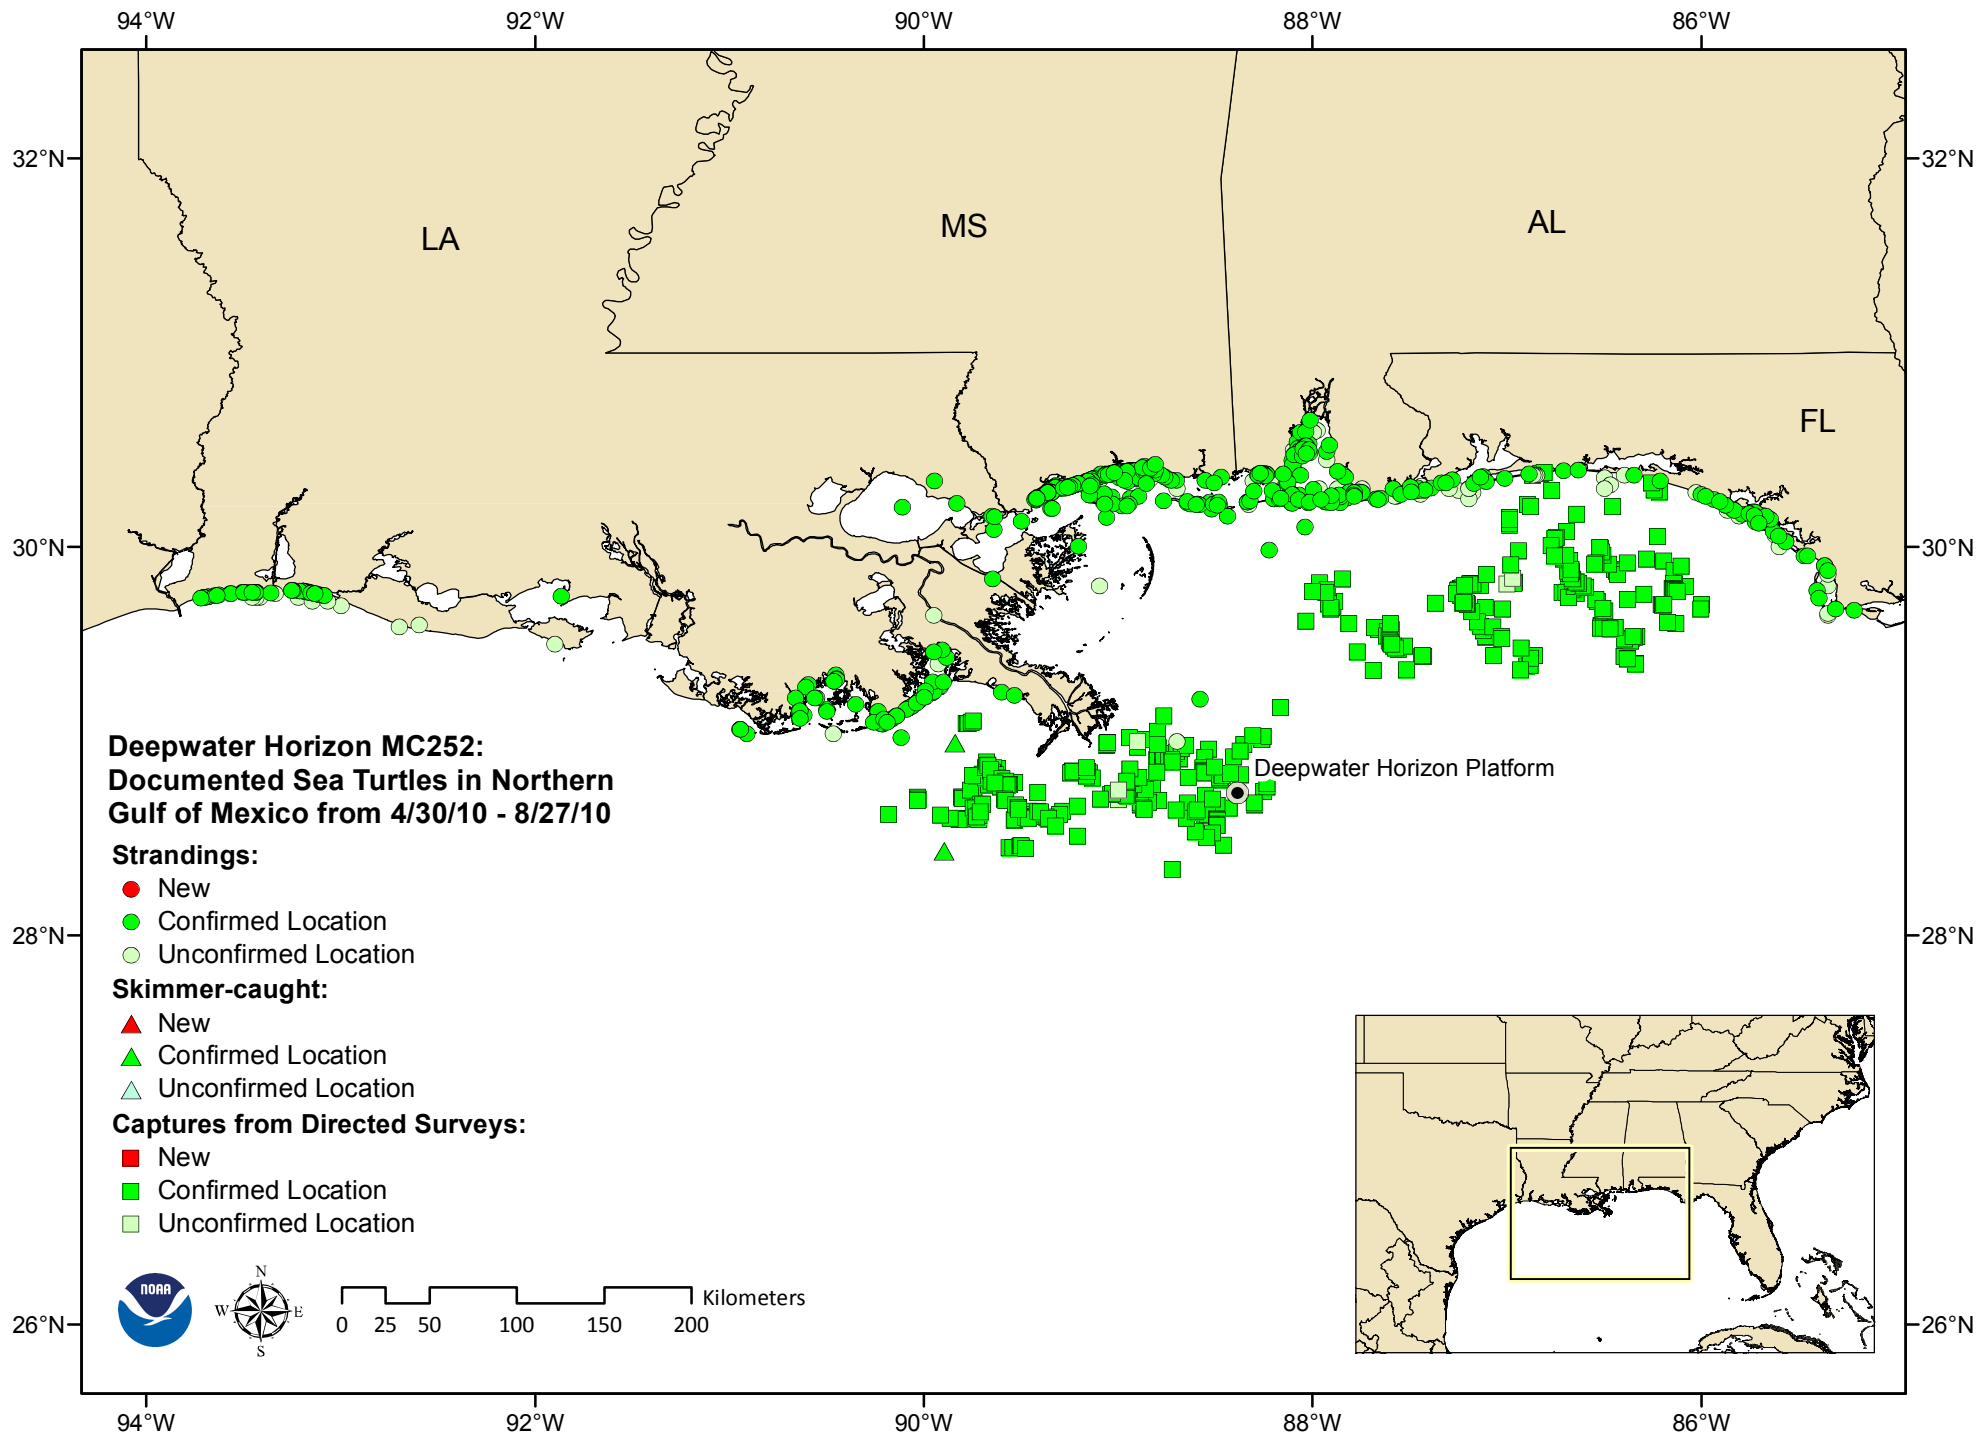 94°W 92°W 90°W 88°W 86°W
32°N 32°N
LA MS AL
FL
30°N 30°N
Deepwater Horizon Platform
Deepwater Horizon MC252:
Documented Sea Turtles in Northern
Gulf of Mexico from 4/30/10 - 8/27/10
Strandings:
New
Confirmed Location
Unconfirmed Location
28°N 28°N
Skimmer-caught:
New
Confirmed Location
Unconfirmed Location
Captures from Directed Surveys:
New
Confirmed Location
Unconfirmed Location
NOAA
N
W E
S
Kilometers
0 25 50 100 150 200
26°N 26°N
94°W 92°W 90°W 88°W 86°W